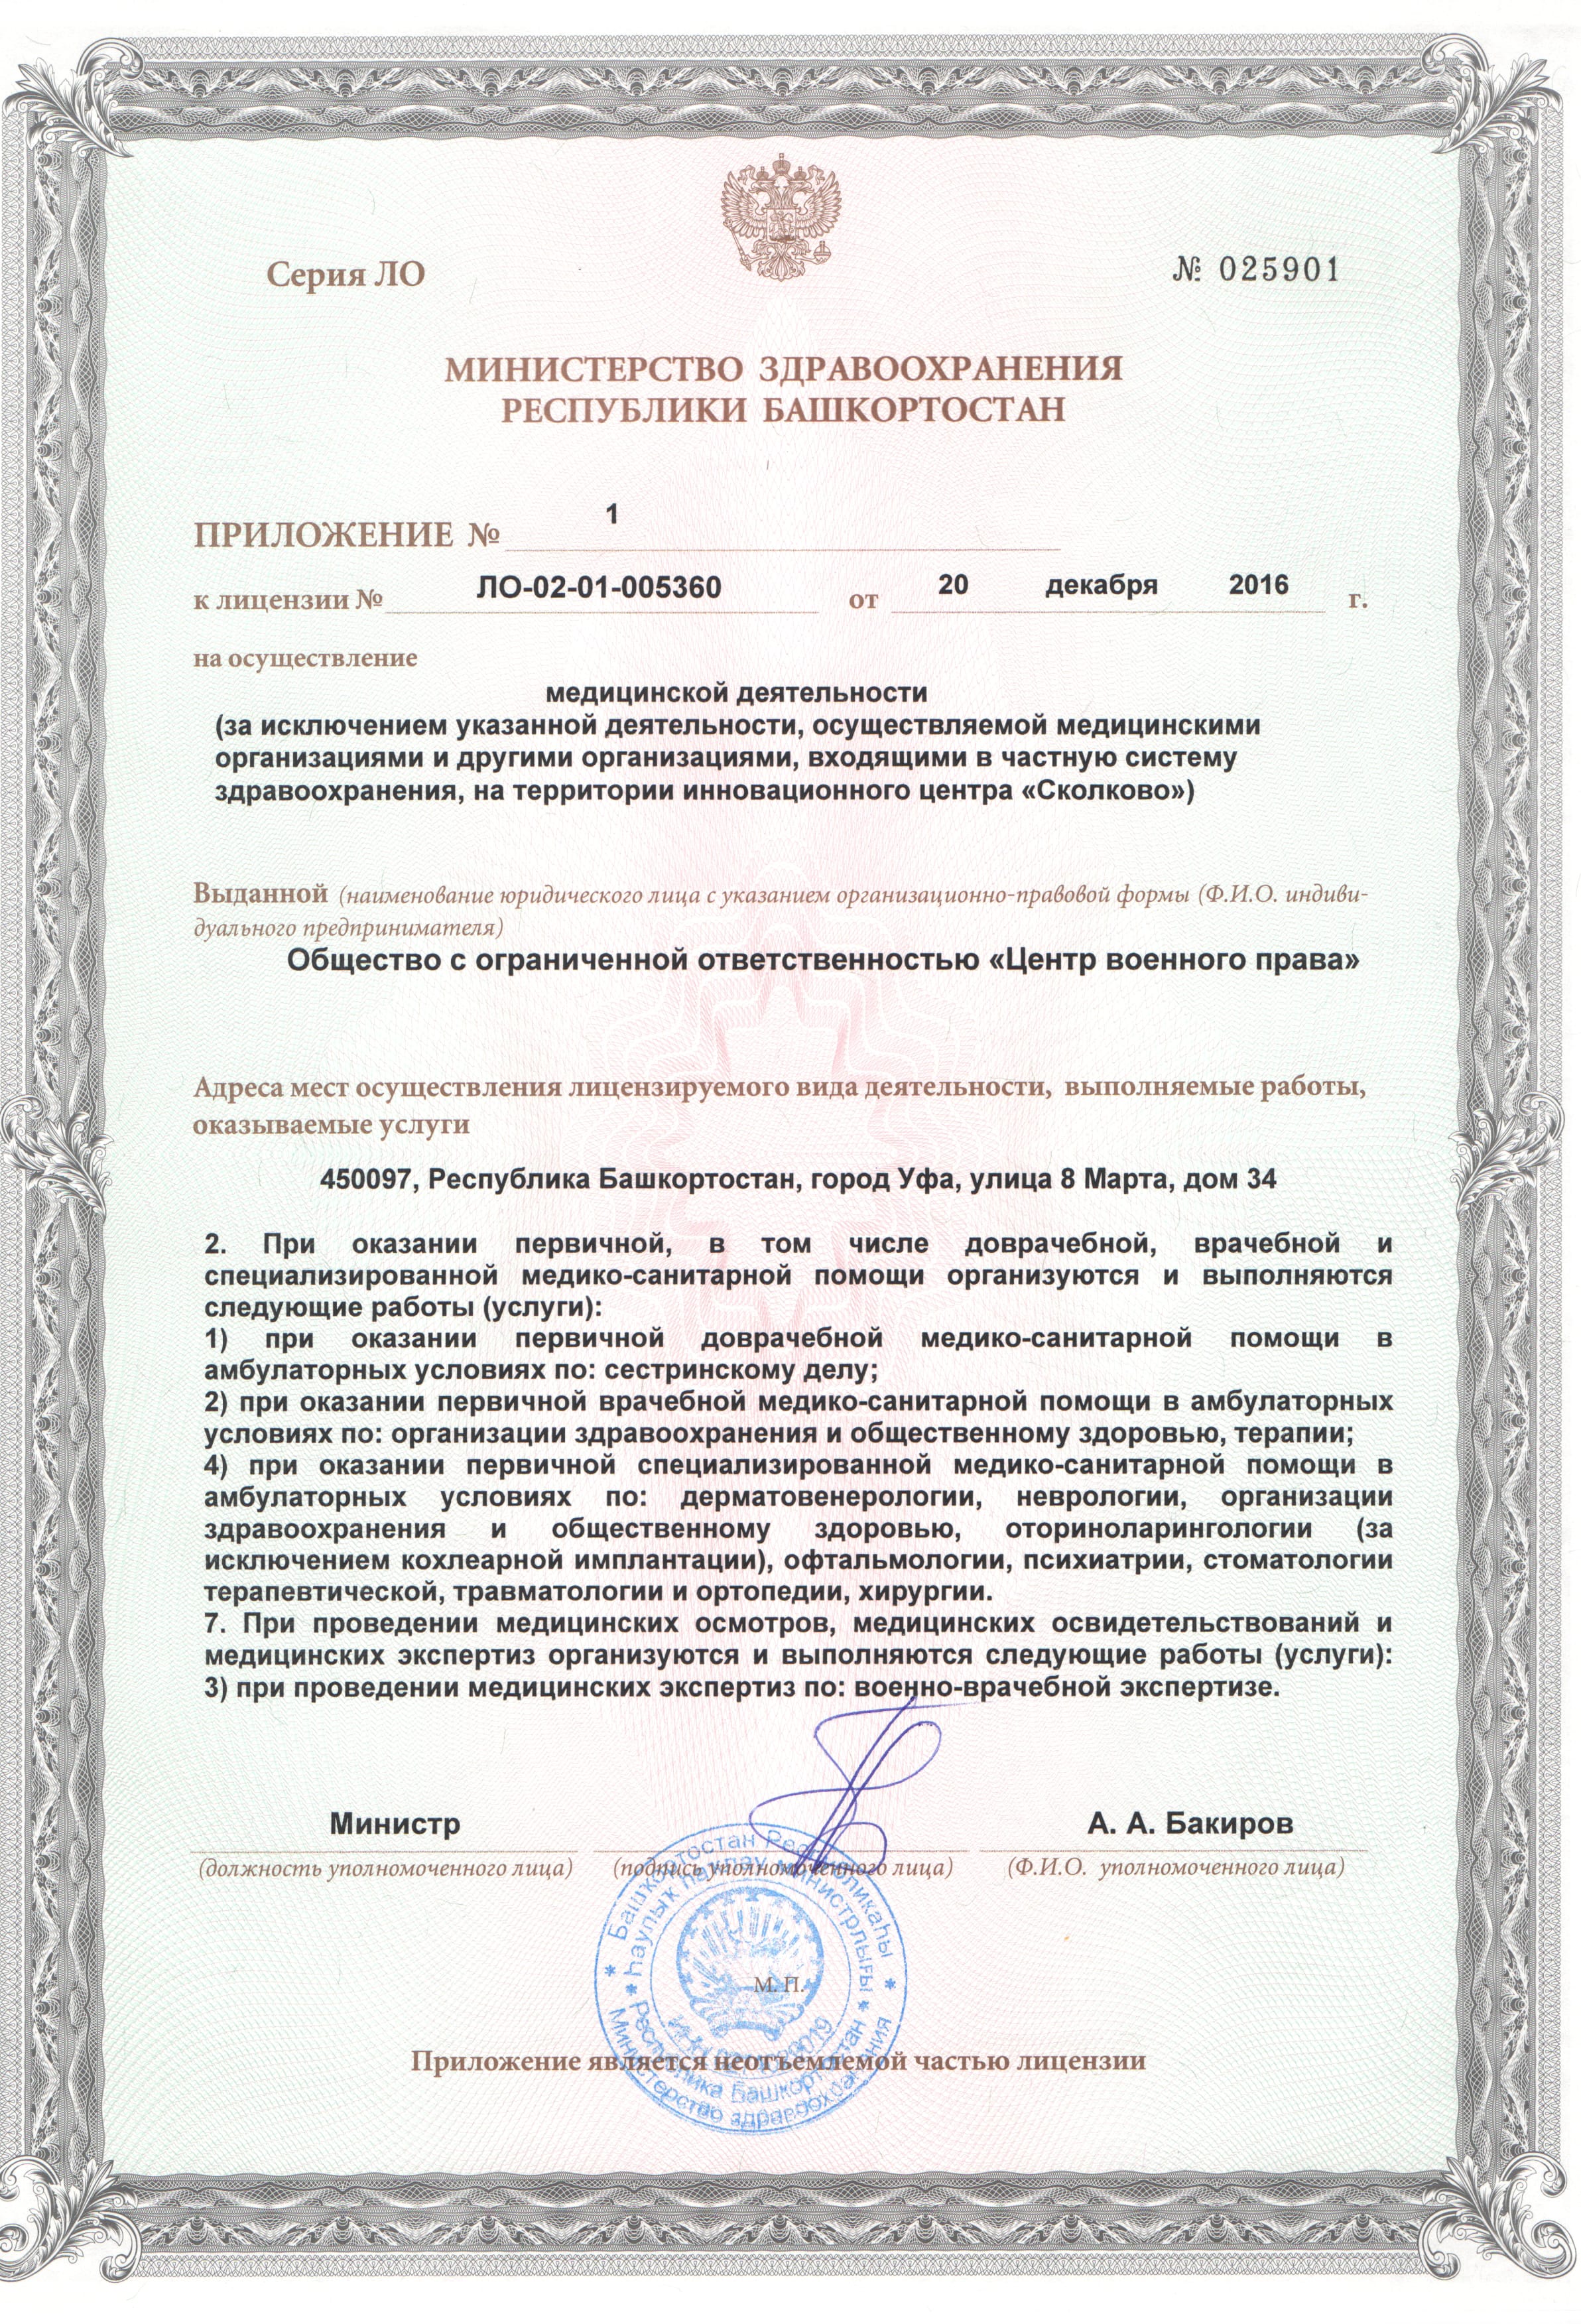 Серия ЛО
№ 025901
МИНИСТЕРСТВО ЗДРАВООХРАНЕНИЯ
РЕСПУБЛИКИ БАШКОРТОСТАН
ПРИЛОЖЕНИЕ № 1
к лицензии № ЛО-02-01-005360 от 20 декабря 2016 г.
на осуществление
медицинской деятельности
(за исключением указанной деятельности, осуществляемой медицинскими
организациями и другими организациями, входящими в частную систему
здравоохранения, на территории инновационного центра «Сколково»)
Выданной (наименование юридического лица с указанием организационно-правовой формы (Ф.И.О. индиви-
дуального предпринимателя)
Общество с ограниченной ответственностью «Центр военного права»
Адреса мест осуществления лицензируемого вида деятельности, выполняемые работы,
оказываемые услуги
450097, Республика Башкортостан, город Уфа, улица 8 Марта, дом 34
2. При оказании первичной, в том числе доврачебной, врачебной и
специализированной медико-санитарной помощи организуются и выполняются
следующие работы (услуги):
1) при оказании первичной доврачебной медико-санитарной помощи в
амбулаторных условиях по: сестринскому делу;
2) при оказании первичной врачебной медико-санитарной помощи в амбулаторных
условиях по: организации здравоохранения и общественному здоровью, терапии;
4) при оказании первичной специализированной медико-санитарной помощи в
амбулаторных условиях по: дерматовенерологии, неврологии, организации
здравоохранения и общественному здоровью, оториноларингологии (за
исключением кохлеарной имплантации), офтальмологии, психиатрии, стоматологии
терапевтической, травматологии и ортопедии, хирургии.
7. При проведении медицинских осмотров, медицинских освидетельствований и
медицинских экспертиз организуются и выполняются следующие работы (услуги):
3) при проведении медицинских экспертиз по: военно-врачебной экспертизе.
Министр
А. А. Бакиров
(должность уполномоченного лица) (подпись уполномоченного лица) (Ф.И.О. уполномоченного лица)
Башкортостан Республикаһы
һаулыҡ һаҡлау министрлығы
М. П.
Республика Башкортостан
Министерство здравоохранения
Приложение является неотъемлемой частью лицензии